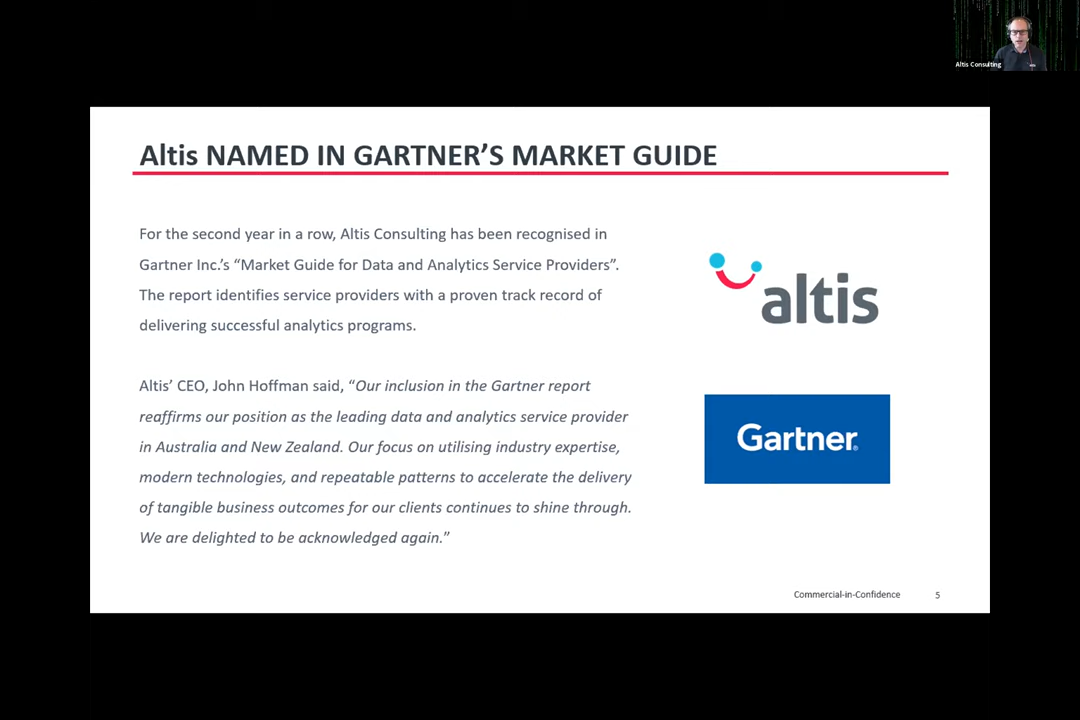 Altis Consulting
Altis NAMED IN GARTNER'S MARKET GUIDE
For the second year in a row, Altis Consulting has been recognised in
Gartner Inc.'s “Market Guide for Data and Analytics Service Providers”.
The report identifies service providers with a proven track record of
delivering successful analytics programs.
altis
Altis’ CEO, John Hoffman said, “Our inclusion in the Gartner report
reaffirms our position as the leading data and analytics service provider
in Australia and New Zealand. Our focus on utilising industry expertise,
modern technologies, and repeatable patterns to accelerate the delivery
of tangible business outcomes for our clients continues to shine through.
We are delighted to be acknowledged again.”
Gartner®
Commercial-in-Confidence 5